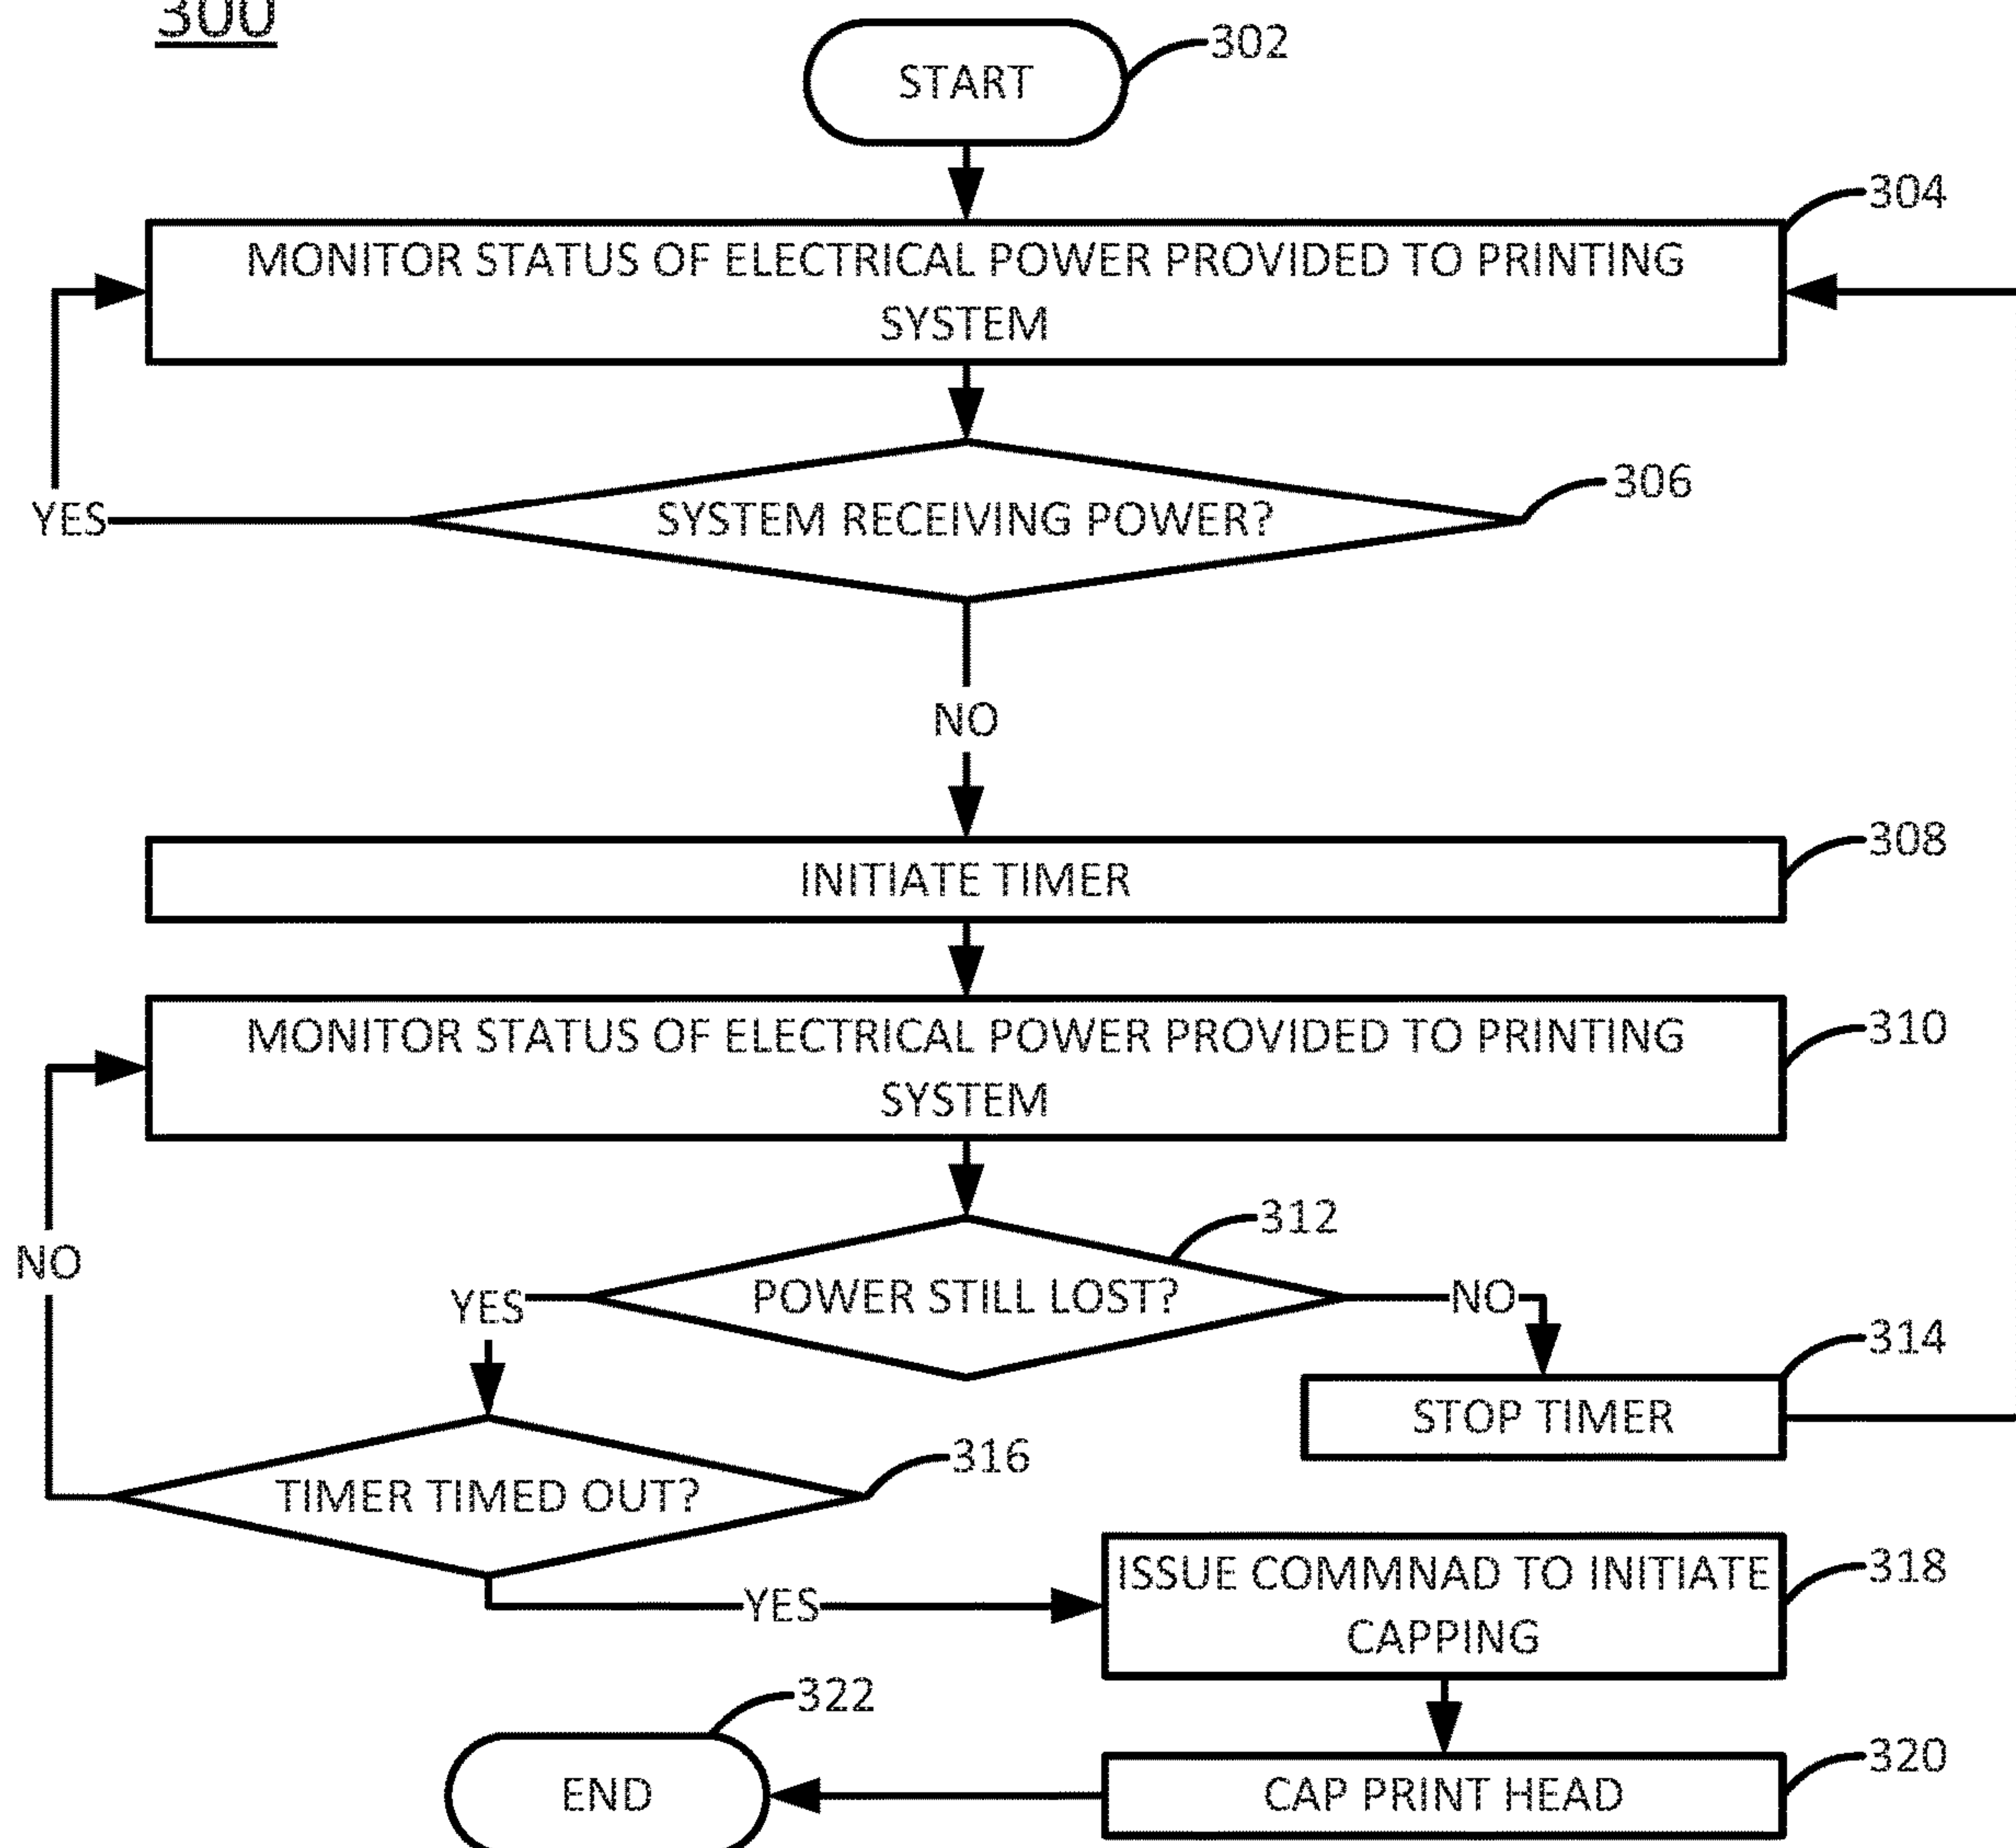 300
START
302
304
MONITOR STATUS OF ELECTRICAL POWER PROVIDED TO PRINTING
SYSTEM
306
SYSTEM RECEIVING POWER?
YES
NO
308
INITIATE TIMER
310
MONITOR STATUS OF ELECTRICAL POWER PROVIDED TO PRINTING
SYSTEM
312
NO
POWER STILL LOST?
YES
NO
314
STOP TIMER
316
TIMER TIMED OUT?
318
ISSUE COMMNAD TO INITIATE
CAPPING
YES
322
320
END
CAP PRINT HEAD